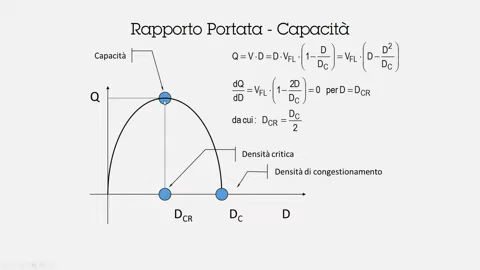 Rapporto Portata - Capacità
Capacità
Q = V · D = D · V_FL · (1 − D/D_C) = V_FL · (D − D²/D_C)
dQ/dD = V_FL · (1 − 2D/D_C) = 0 per D = D_CR
da cui: D_CR = D_C/2
Q
Densità critica
Densità di congestionamento
D_CR D_C D